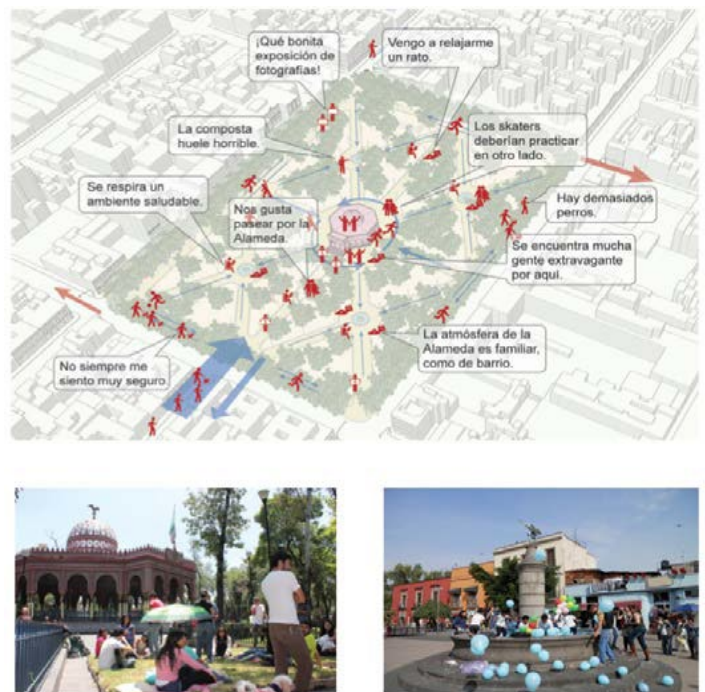 ¡Qué bonita
exposición de
fotografías!
Vengo a relajarme
un rato.
La composta
huele horrible.
Los skaters
deberían practicar
en otro lado.
Se respira un
ambiente saludable.
Nos gusta
pasear por la
Alameda.
Hay demasiados
perros.
Se encuentra mucha
gente extravagante
por aquí.
No siempre me
siento muy seguro.
La atmósfera de la
Alameda es familiar,
como de barrio.